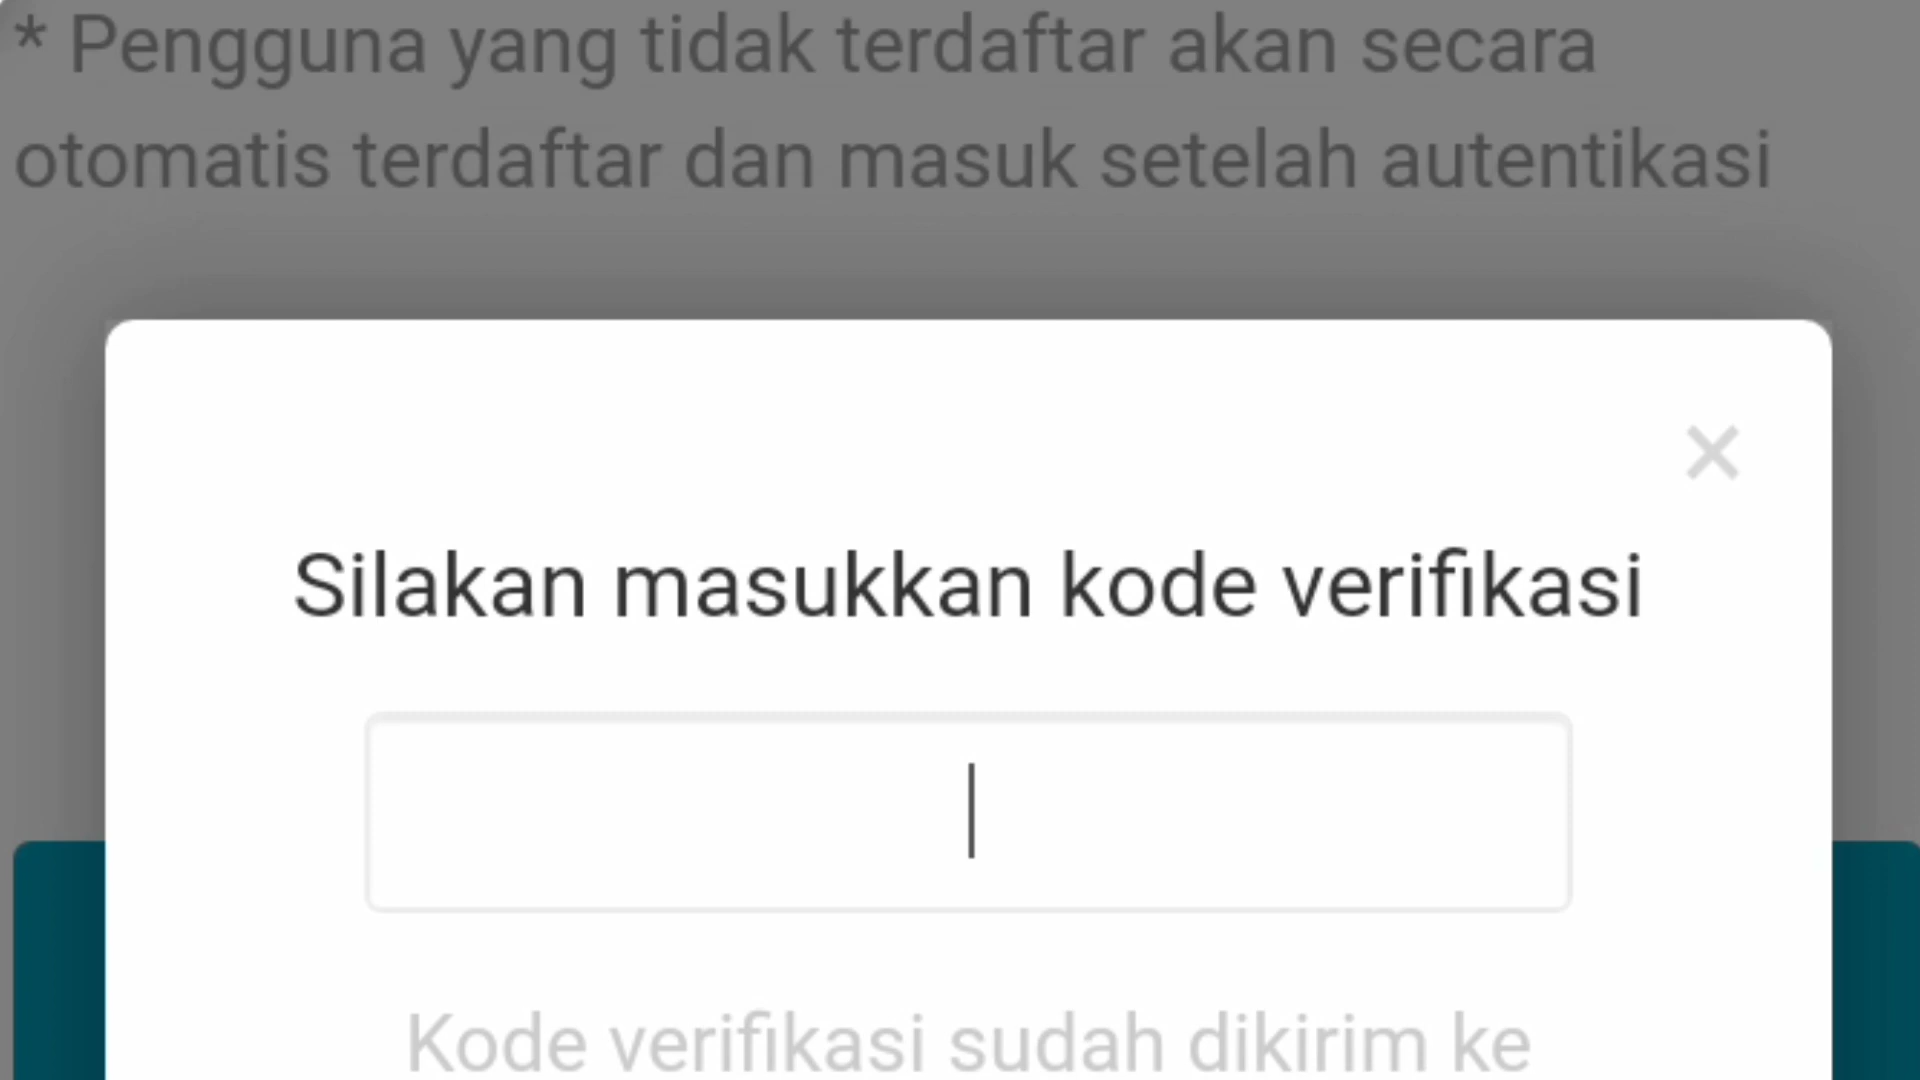 * Pengguna yang tidak terdaftar akan secara
otomatis terdaftar dan masuk setelah autentikasi
Silakan masukkan kode verifikasi
Kode verifikasi sudah dikirim ke